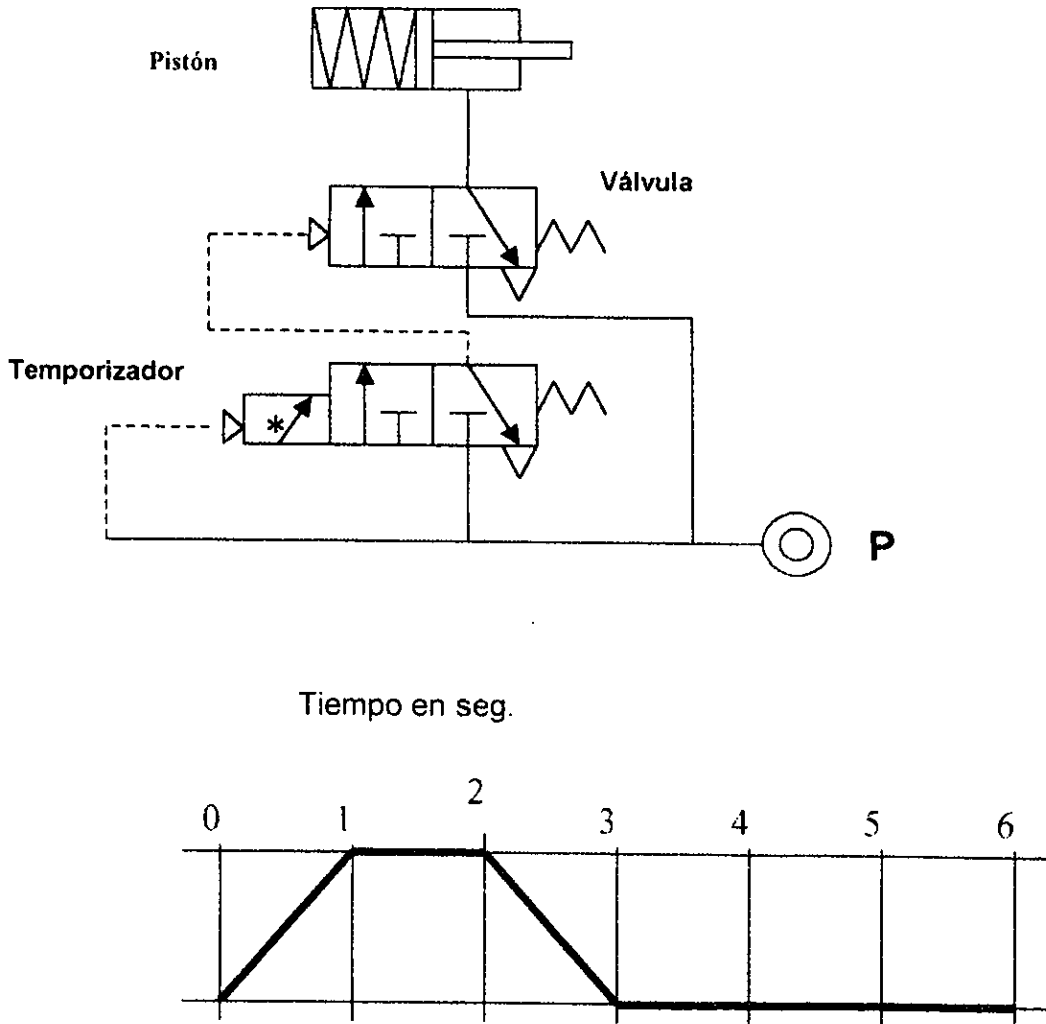 Pistón
Válvula
Temporizador
*
P
Tiempo en seg.
0 1 2 3 4 5 6